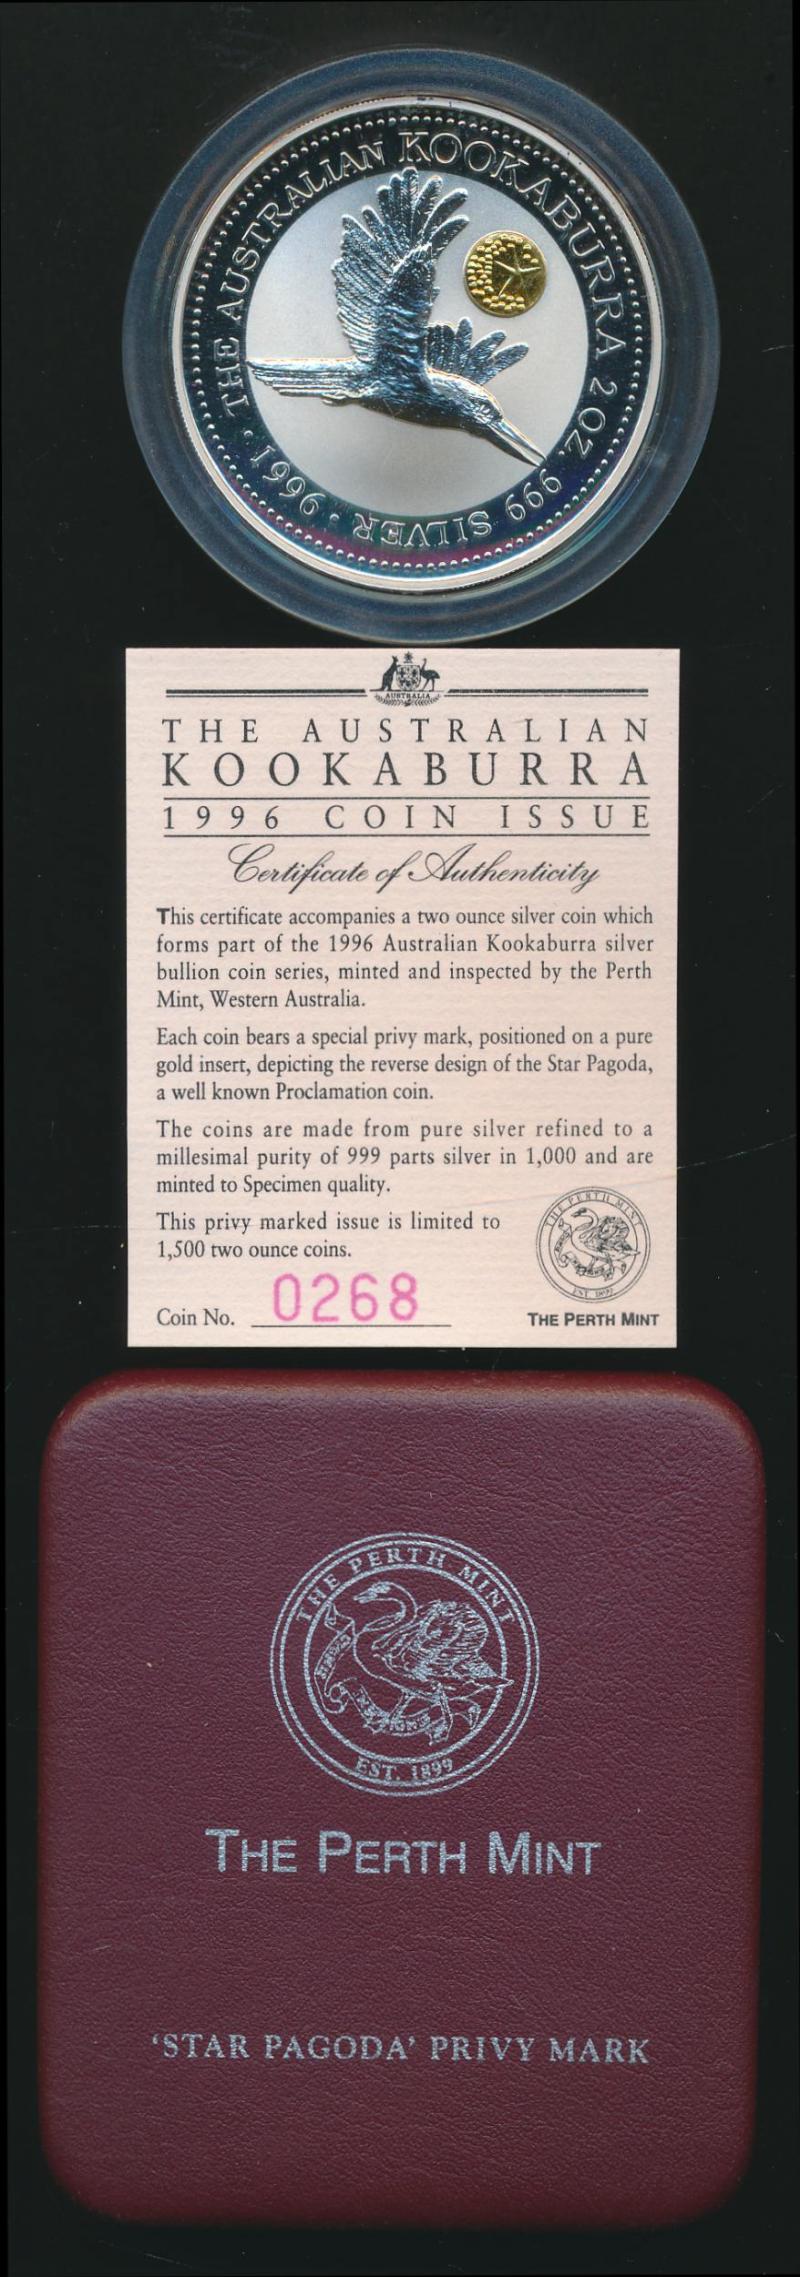 THE AUSTRALIAN KOOKABURRA 2 OZ. 999 SILVER · 1996 ·
AUSTRALIA
THE AUSTRALIAN
KOOKABURRA
1996 COIN ISSUE
Certificate of Authenticity
This certificate accompanies a two ounce silver coin which
forms part of the 1996 Australian Kookaburra silver
bullion coin series, minted and inspected by the Perth
Mint, Western Australia.
Each coin bears a special privy mark, positioned on a pure
gold insert, depicting the reverse design of the Star Pagoda,
a well known Proclamation coin.
The coins are made from pure silver refined to a
millesimal purity of 999 parts silver in 1,000 and are
minted to Specimen quality.
This privy marked issue is limited to
1,500 two ounce coins.
Coin No. 0268
THE PERTH MINT
EST. 1899
THE PERTH MINT
THE PERTH MINT
EST. 1899
THE PERTH MINT
‘STAR PAGODA’ PRIVY MARK